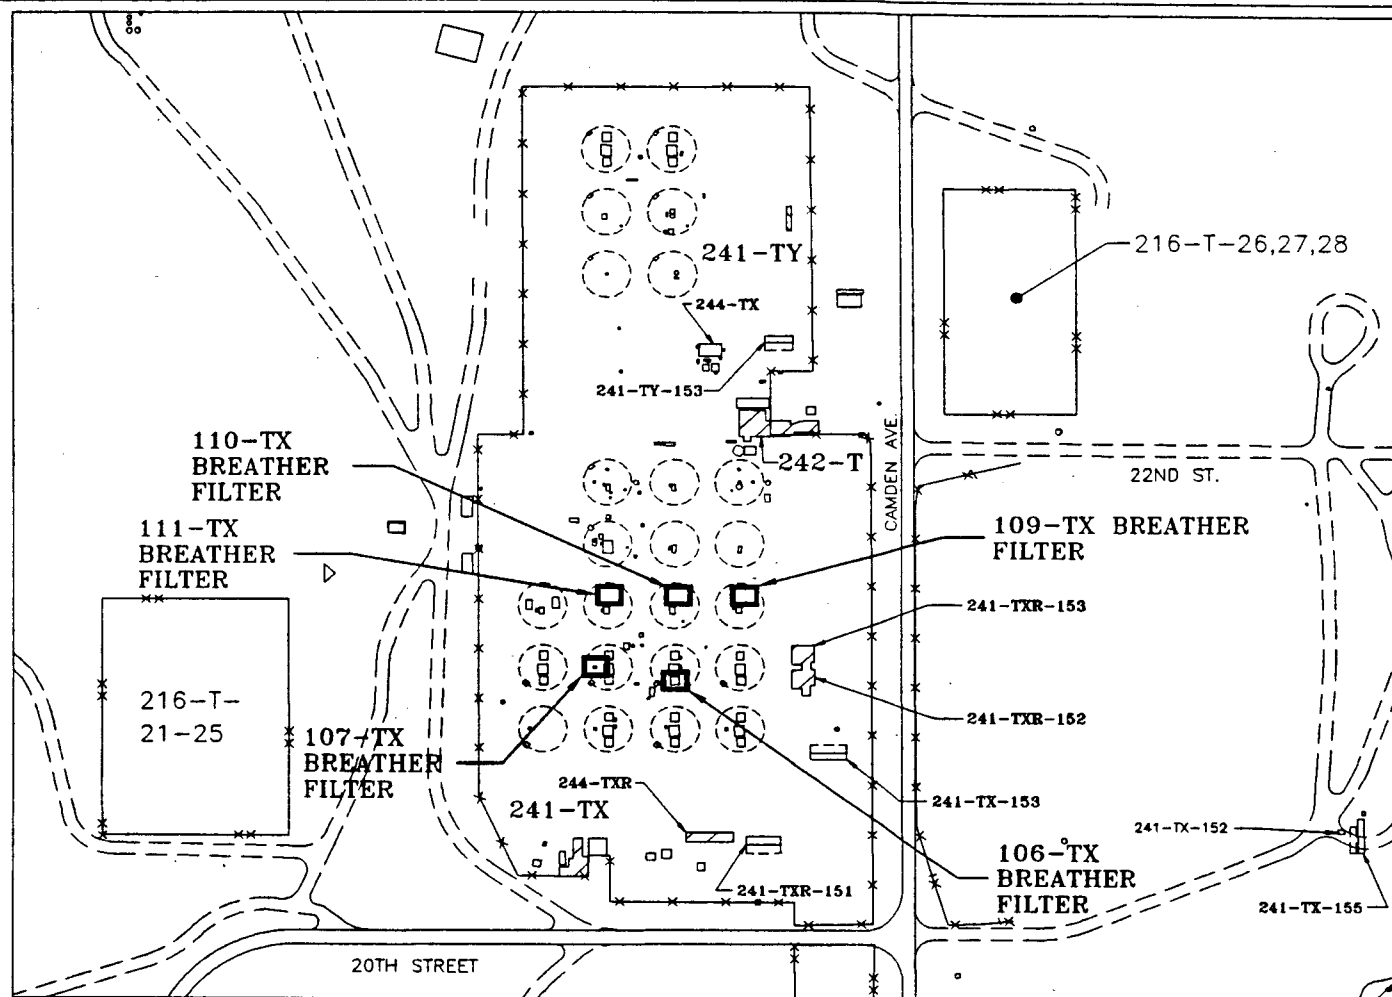 216-T-26,27,28
241-TY
244-TX
241-TY-153
110-TX
BREATHER
FILTER
242-T
CAMDEN AVE.
22ND ST.
111-TX
BREATHER
FILTER
109-TX BREATHER
FILTER
241-TXR-153
216-T-
21-25
241-TXR-152
107-TX
BREATHER
FILTER
244-TXR
241-TX
241-TX-153
241-TX-152
106-TX
BREATHER
FILTER
241-TXR-151
241-TX-155
20TH STREET